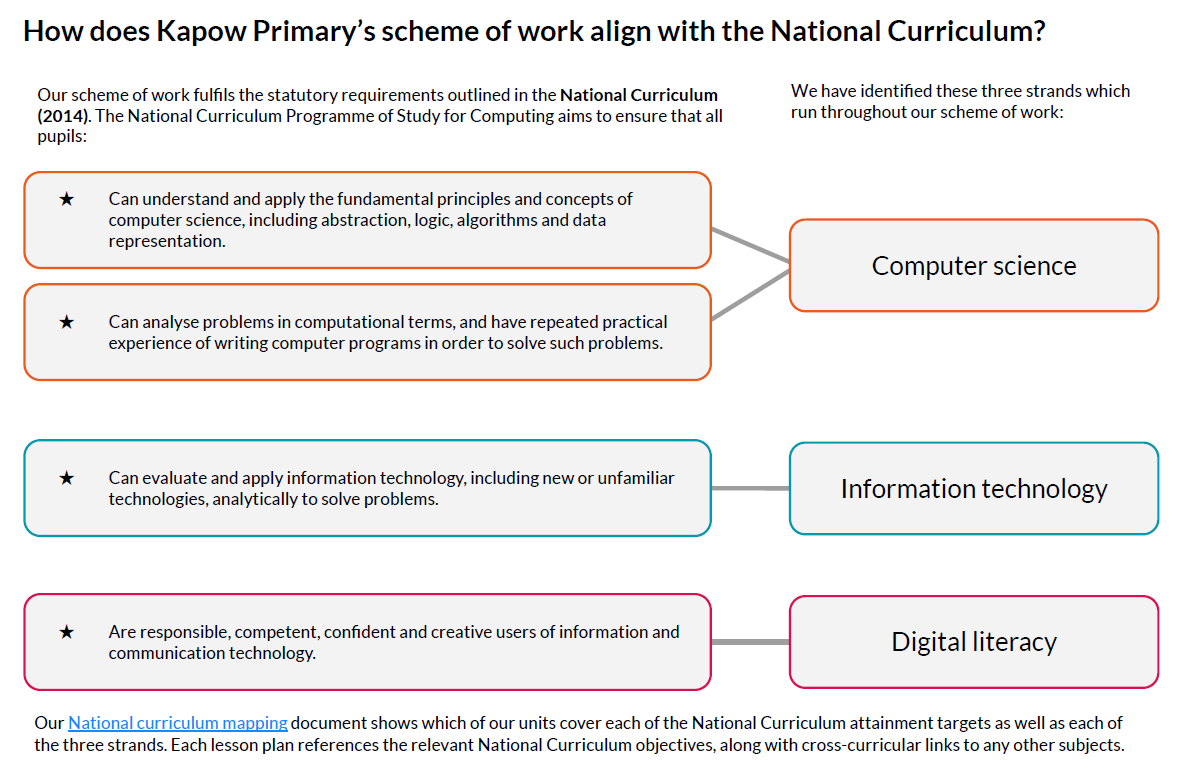 How does Kapow Primary’s scheme of work align with the National Curriculum?
Our scheme of work fulfils the statutory requirements outlined in the National Curriculum
(2014). The National Curriculum Programme of Study for Computing aims to ensure that all
pupils:
We have identified these three strands which
run throughout our scheme of work:
★ Can understand and apply the fundamental principles and concepts of
computer science, including abstraction, logic, algorithms and data
representation.
★ Can analyse problems in computational terms, and have repeated practical
experience of writing computer programs in order to solve such problems.
Computer science
★ Can evaluate and apply information technology, including new or unfamiliar
technologies, analytically to solve problems.
Information technology
★ Are responsible, competent, confident and creative users of information and
communication technology.
Digital literacy
Our National curriculum mapping document shows which of our units cover each of the National Curriculum attainment targets as well as each of
the three strands. Each lesson plan references the relevant National Curriculum objectives, along with cross-curricular links to any other subjects.